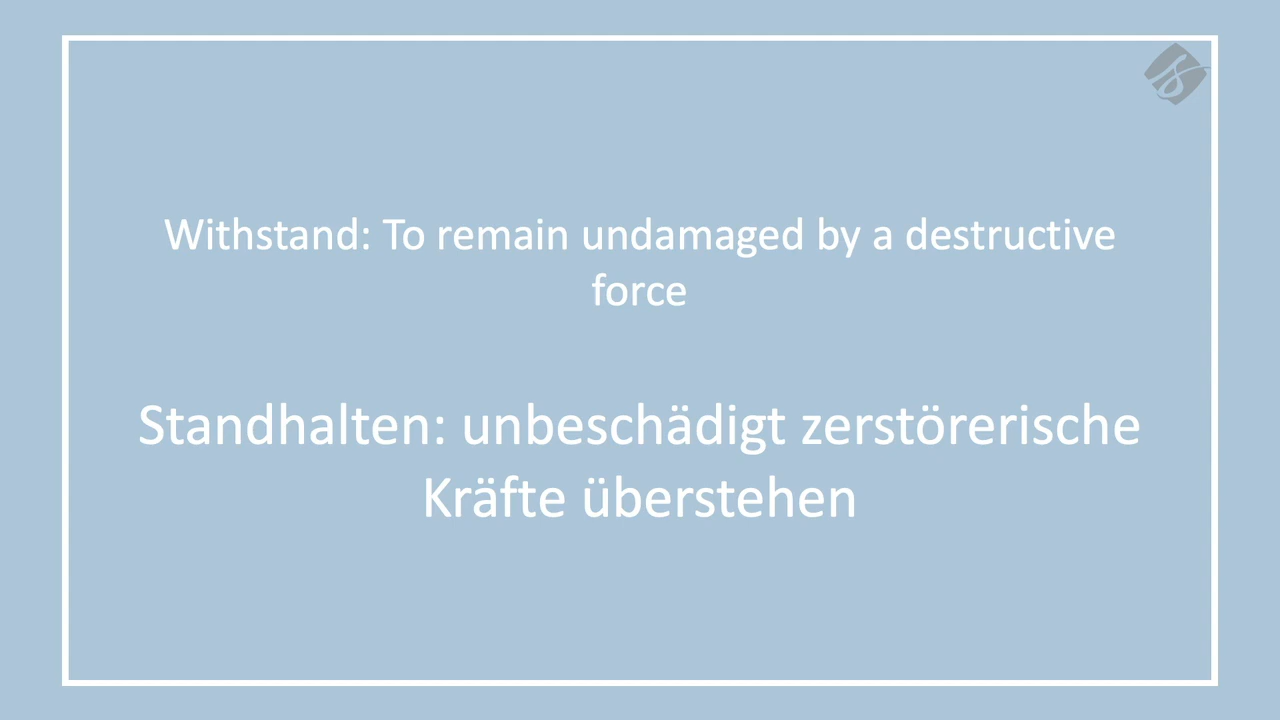 Withstand: To remain undamaged by a destructive
force
Standhalten: unbeschädigt zerstörerische
Kräfte überstehen